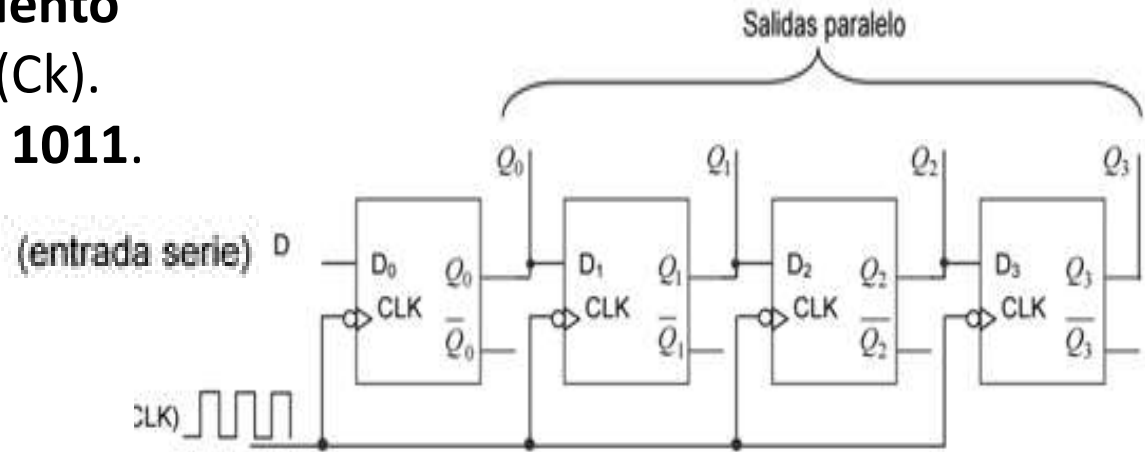 (Ck).
1011.
Salidas paralelo
Q₀ Q₁ Q₂ Q₃
(entrada serie) D
D₀ Q₀ D₁ Q₁ D₂ Q₂ D₃ Q₃
CLK CLK CLK CLK
Q̅₀ Q̅₁ Q̅₂ Q̅₃
CLK)